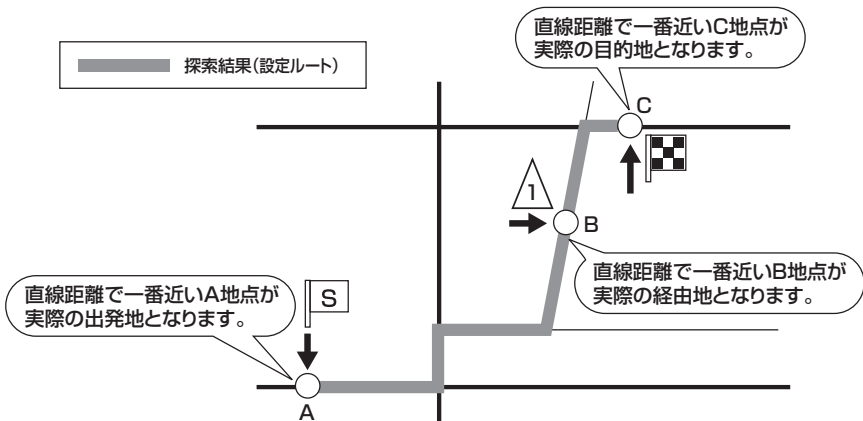 直線距離で一番近いC地点が
実際の目的地となります。
探索結果(設定ルート)
C
1
B
直線距離で一番近いB地点が
実際の経由地となります。
直線距離で一番近いA地点が
実際の出発地となります。
S
A